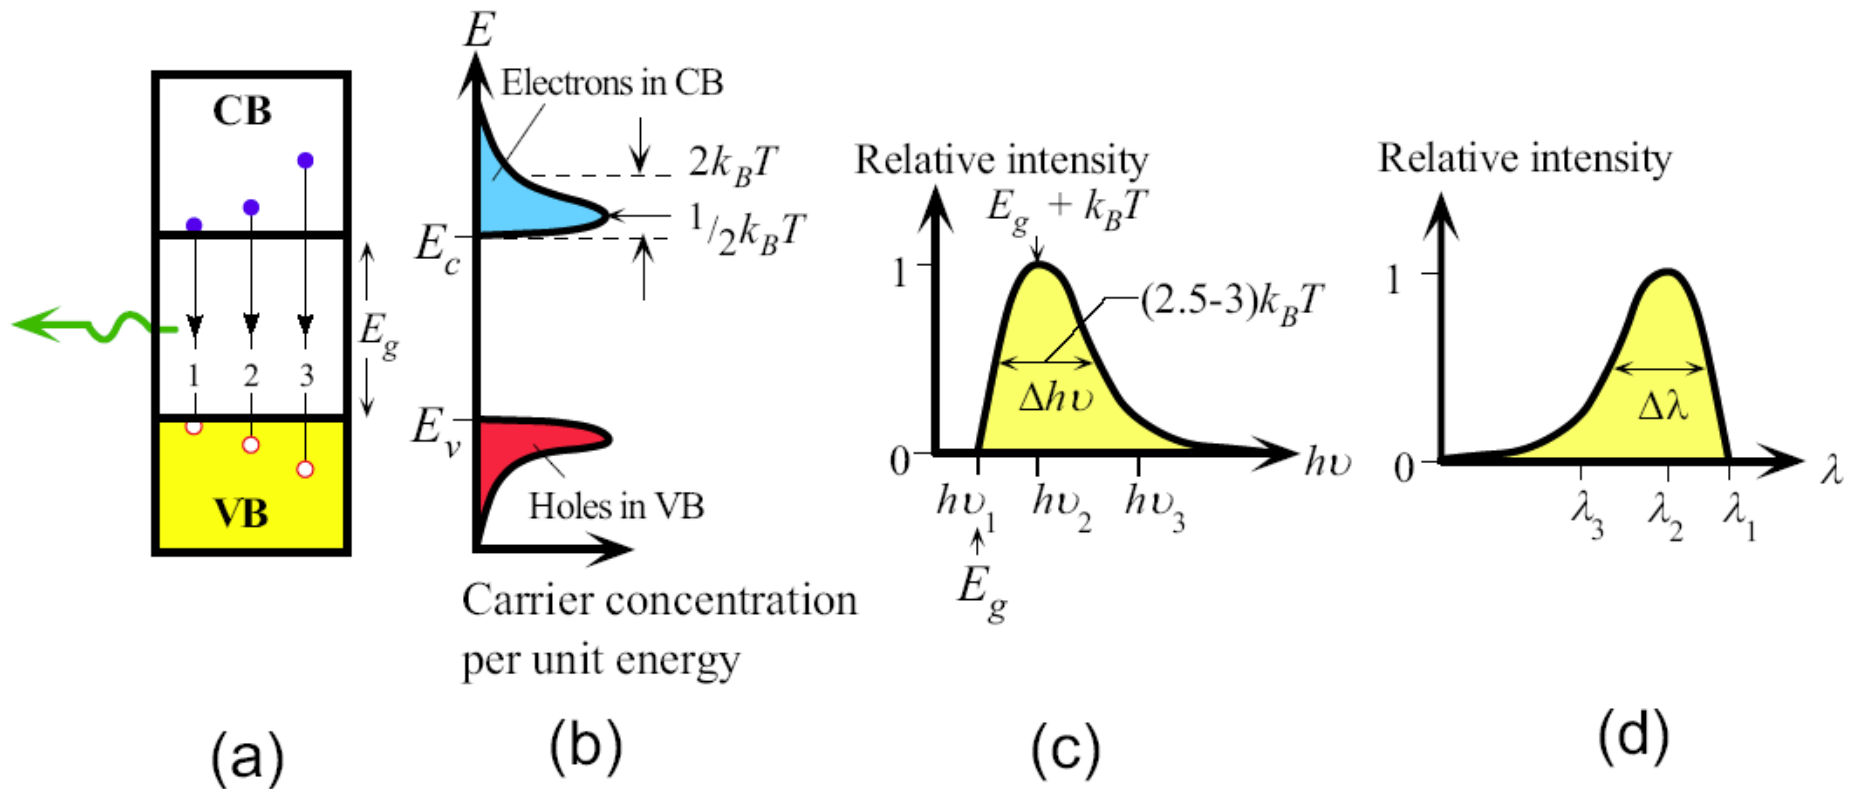 CB
1
2
3
E_g
VB
(a)
E
Electrons in CB
2k_BT
1/2k_BT
E_c
E_v
Holes in VB
Carrier concentration
per unit energy
(b)
Relative intensity
E_g + k_BT
1
(2.5-3)k_BT
Δhυ
0
hυ
hυ_1
hυ_2
hυ_3
E_g
(c)
Relative intensity
1
Δλ
0
λ
λ_3
λ_2
λ_1
(d)